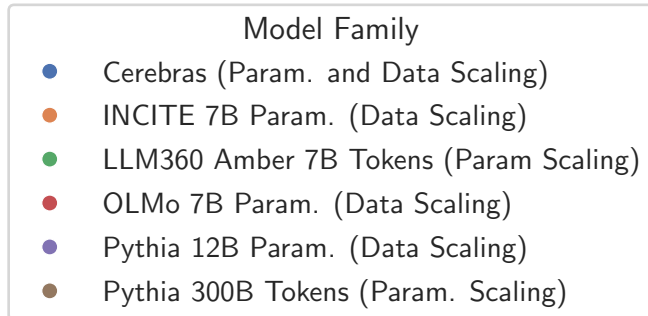 Model Family
Cerebras (Param. and Data Scaling)
INCITE 7B Param. (Data Scaling)
LLM360 Amber 7B Tokens (Param Scaling)
OLMo 7B Param. (Data Scaling)
Pythia 12B Param. (Data Scaling)
Pythia 300B Tokens (Param. Scaling)